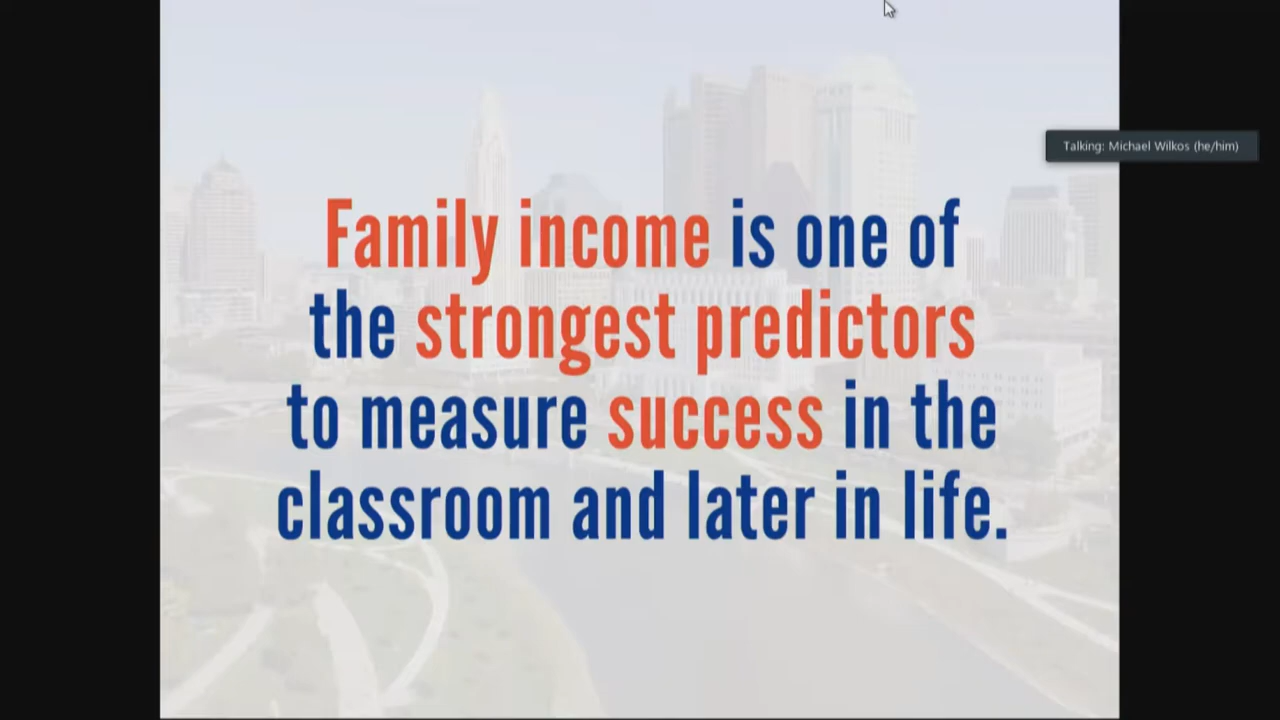 Talking: Michael Wilkos (he/him)
Family income is one of
the strongest predictors
to measure success in the
classroom and later in life.